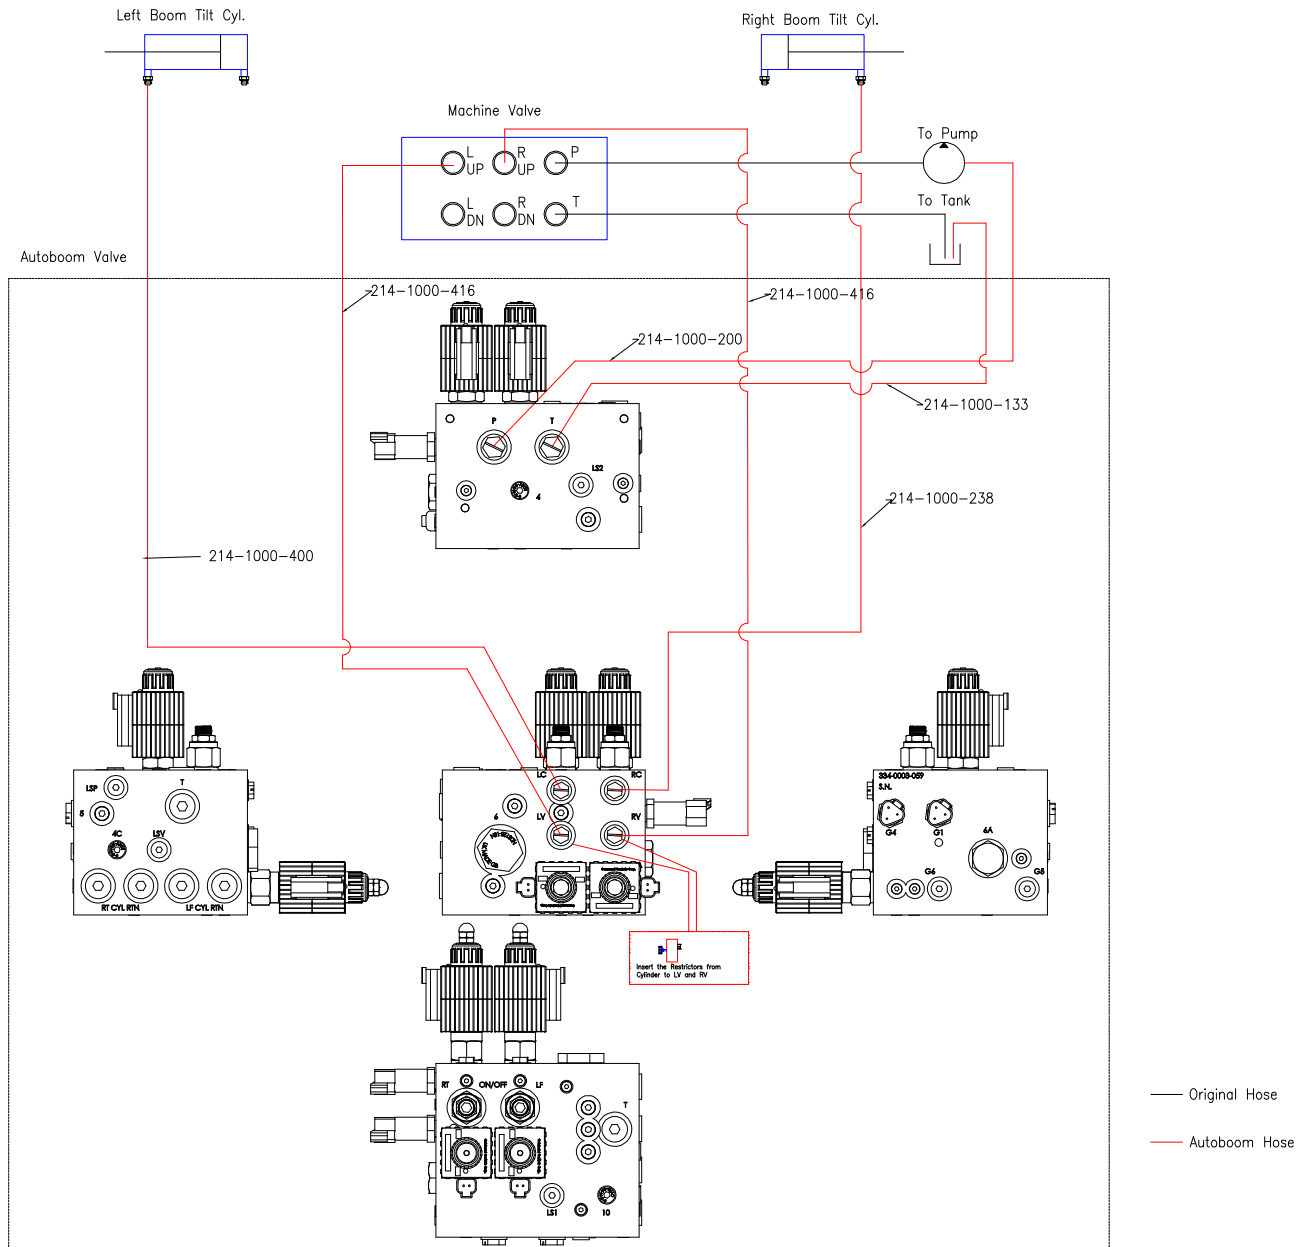 Left Boom Tilt Cyl.
Right Boom Tilt Cyl.
Machine Valve
To Pump
L
UP
R
UP
P
L
DN
R
DN
T
To Tank
Autoboom Valve
214-1000-416
214-1000-416
214-1000-200
214-1000-133
P
T
LS2
4
214-1000-238
214-1000-400
LSP
T
5
4C
LSV
RT CYL RTN
LF CYL RTN
LC
RC
LV
RV
6
334-0003-059
S.N.
G4
G1
6A
G6
G5
Insert the Restrictors from
Cylinder to LV and RV
RT
ON/OFF
LF
T
LS1
10
Original Hose
Autoboom Hose